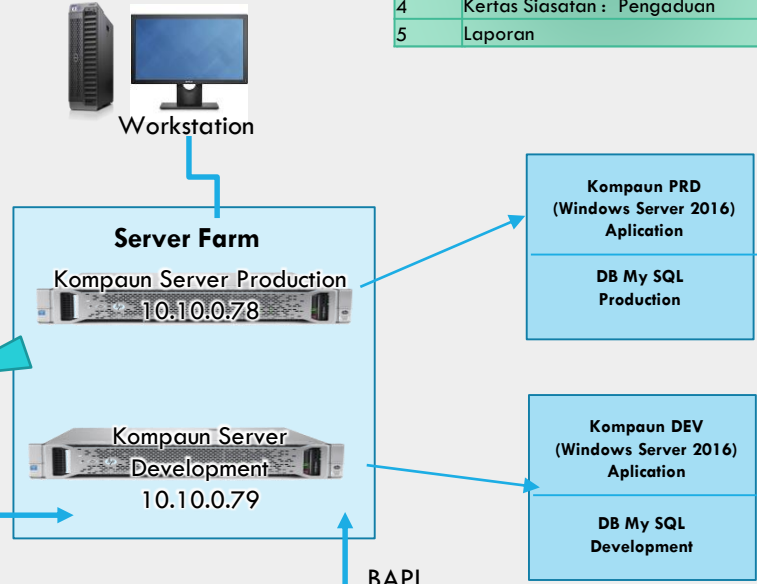 4 Kertas Siasatan : Pengaduan
5 Laporan
Workstation
Server Farm
Kompaun Server Production
10.10.0.78
Kompaun Server
Development
10.10.0.79
Kompaun PRD
(Windows Server 2016)
Aplication
DB My SQL
Production
Kompaun DEV
(Windows Server 2016)
Aplication
DB My SQL
Development
BAPI